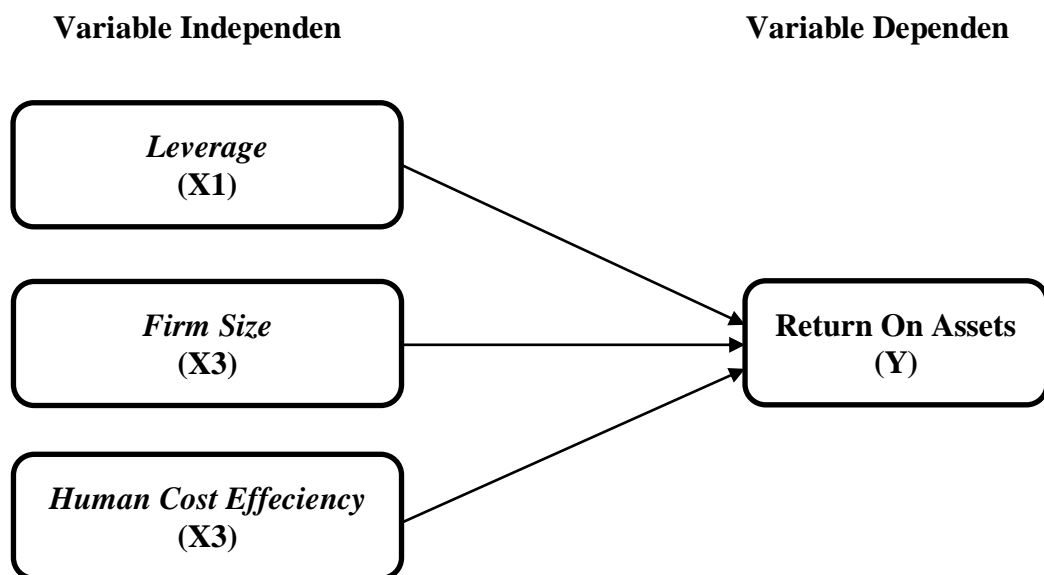 Variable Independen
Variable Dependen
Leverage
(X1)
Firm Size
(X3)
Return On Assets
(Y)
Human Cost Effeciency
(X3)